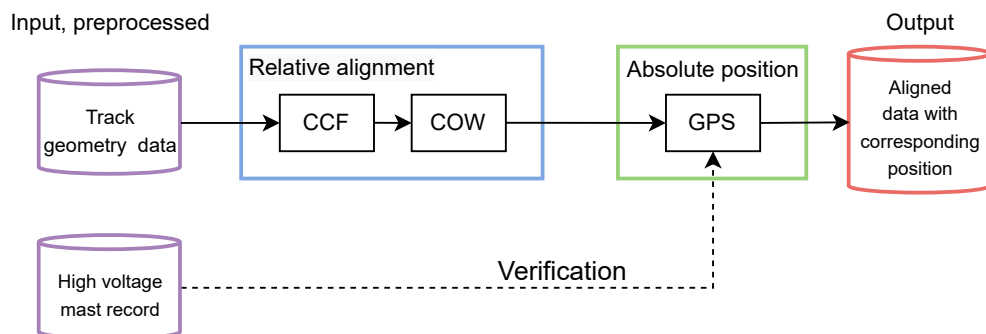 Input, preprocessed
Output
Relative alignment
Absolute position
Track
geometry data
CCF
COW
GPS
Aligned
data with
corresponding
position
High voltage
mast record
Verification